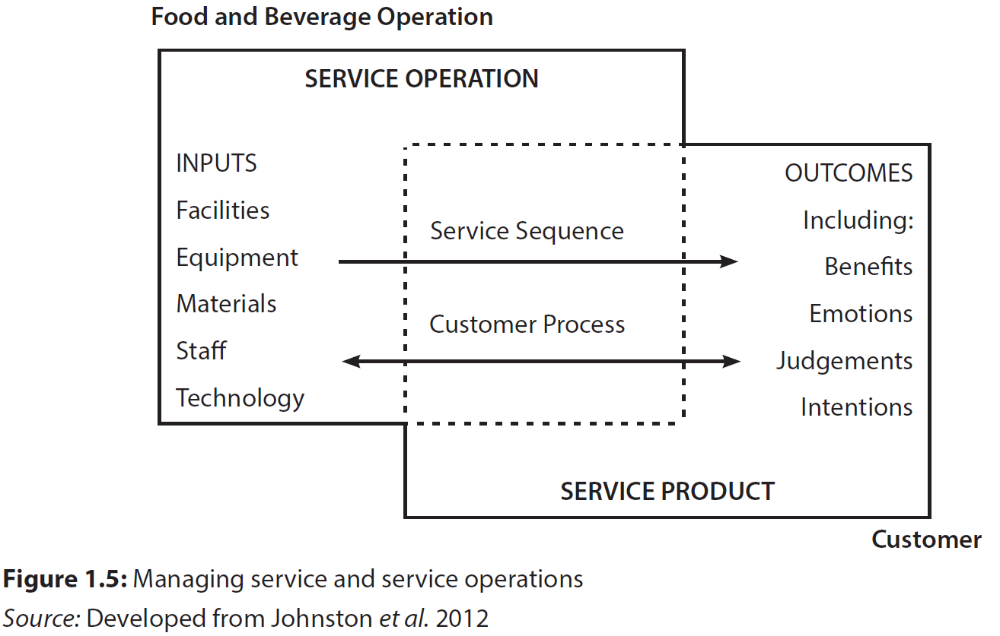 Food and Beverage Operation
SERVICE OPERATION
INPUTS
Facilities
Equipment
Materials
Staff
Technology
Service Sequence
Customer Process
OUTCOMES
Including:
Benefits
Emotions
Judgements
Intentions
SERVICE PRODUCT
Customer
Figure 1.5: Managing service and service operations
Source: Developed from Johnston et al. 2012